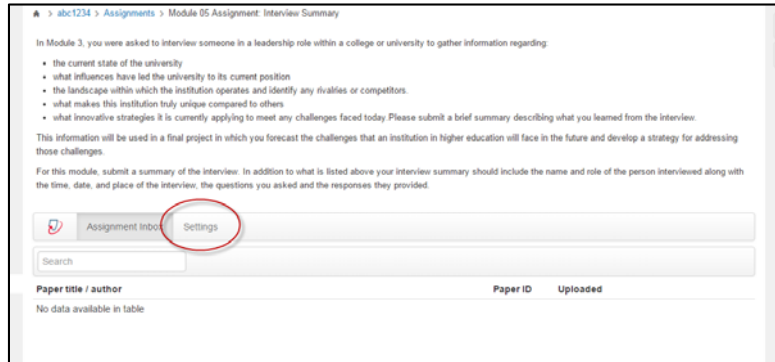 > abc1234 > Assignments > Module 05 Assignment: Interview Summary
In Module 3, you were asked to interview someone in a leadership role within a college or university to gather information regarding:
• the current state of the university
• what influences have led the university to its current position
• the landscape within which the institution operates and identify any rivalries or competitors.
• what makes this institution truly unique compared to others
• what innovative strategies it is currently applying to meet any challenges faced today.Please submit a brief summary describing what you learned from the interview.
This information will be used in a final project in which you forecast the challenges that an institution in higher education will face in the future and develop a strategy for addressing
those challenges.
For this module, submit a summary of the interview. In addition to what is listed above your interview summary should include the name and role of the person interviewed along with
the time, date, and place of the interview, the questions you asked and the responses they provided.
Assignment Inbox Settings
Search
Paper title / author Paper ID Uploaded
No data available in table